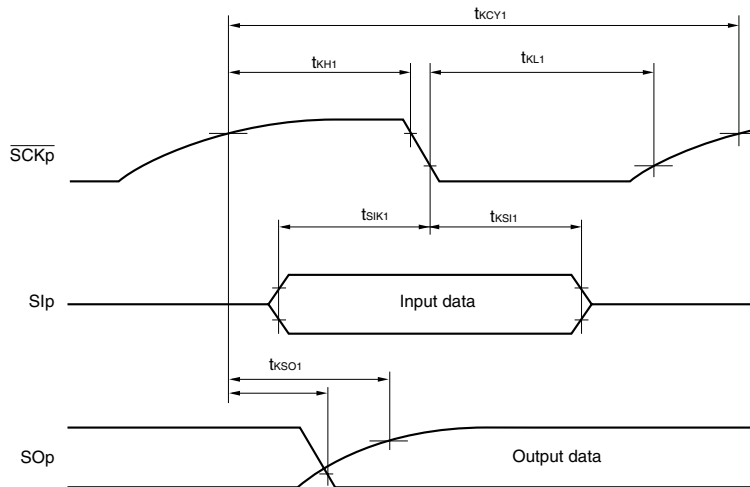 tKCY1
tKH1
tKL1
SCKp
tSIK1
tKSI1
SIp
Input data
tKSO1
SOp
Output data